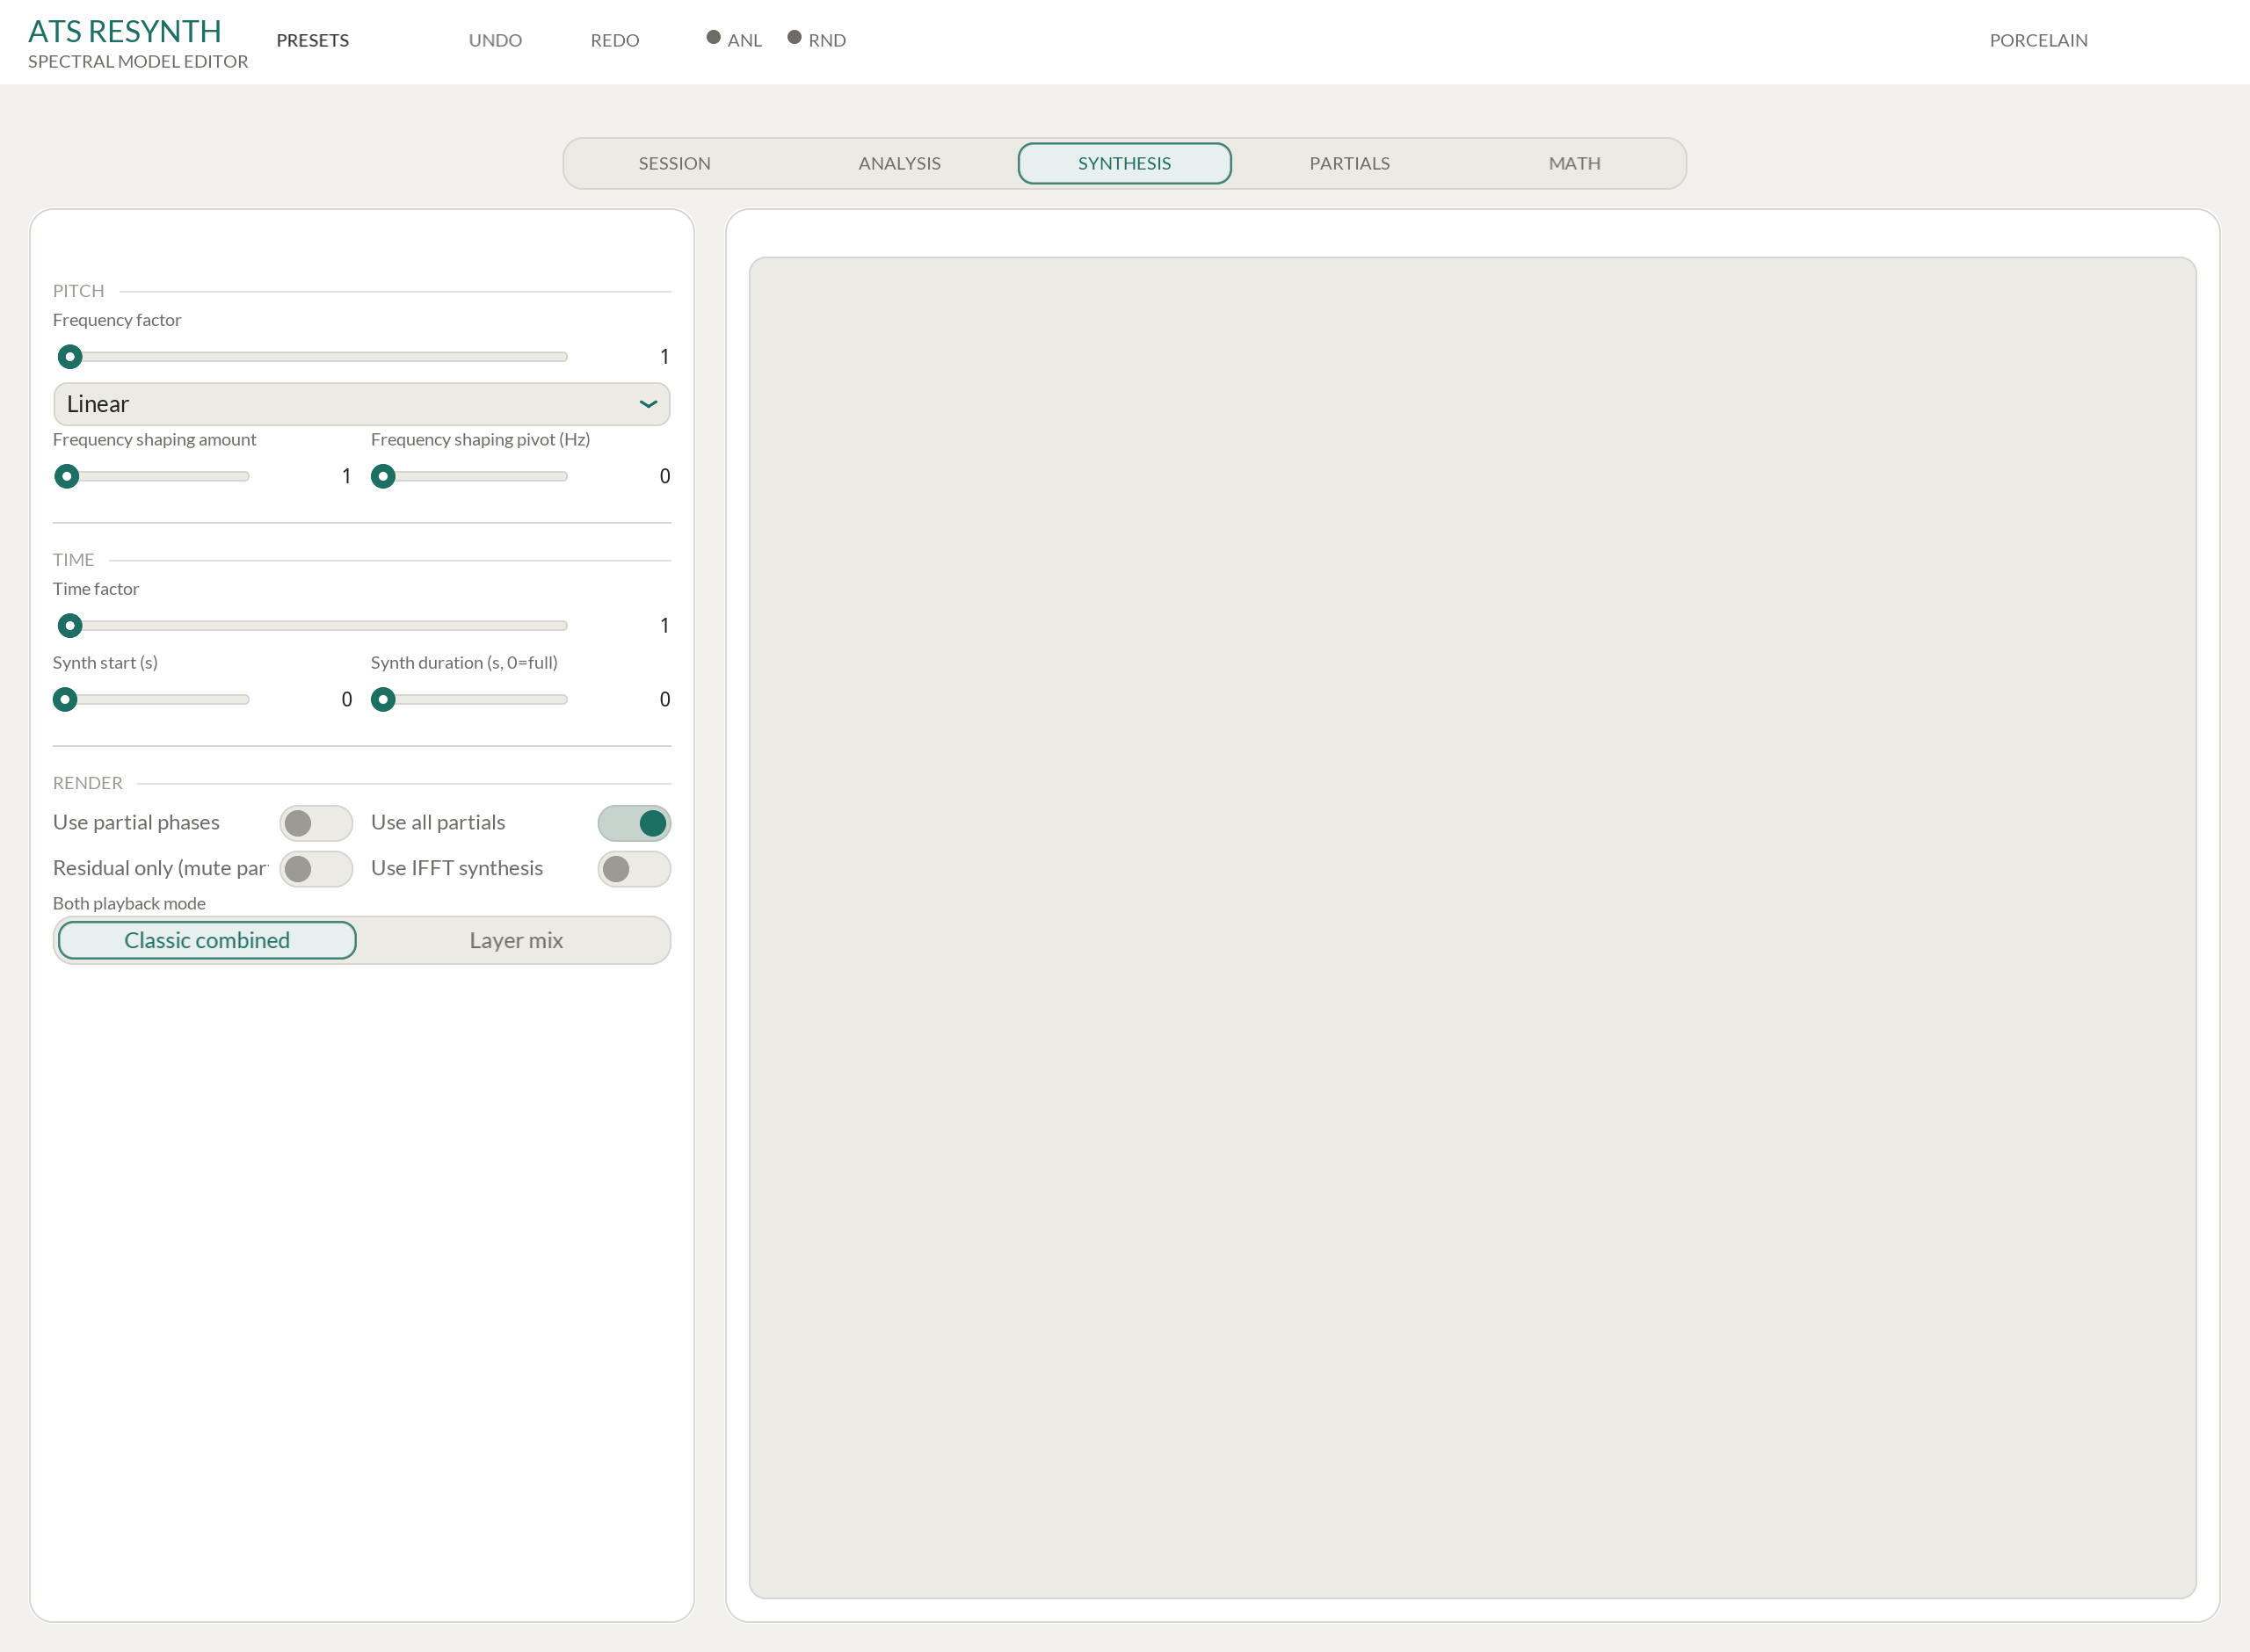 ATS RESYNTH
SPECTRAL MODEL EDITOR
PRESETS
UNDO
REDO
ANL
RND
PORCELAIN
SESSION
ANALYSIS
SYNTHESIS
PARTIALS
MATH
PITCH
Frequency factor
1
Linear
Frequency shaping amount
Frequency shaping pivot (Hz)
1
0
TIME
Time factor
1
Synth start (s)
Synth duration (s, 0=full)
0
0
RENDER
Use partial phases
Use all partials
Residual only (mute par
Use IFFT synthesis
Both playback mode
Classic combined
Layer mix